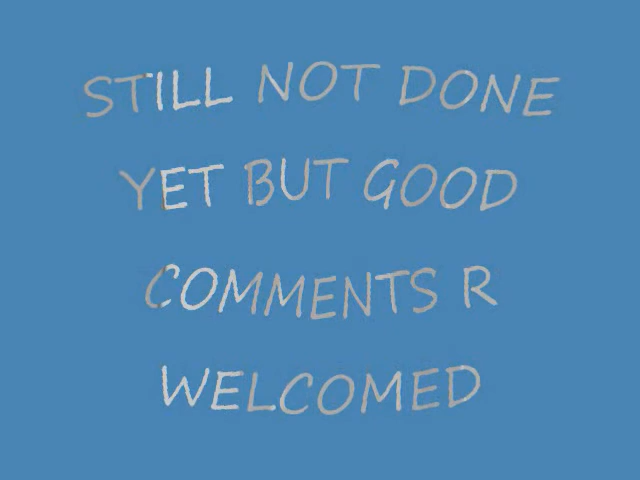 STILL NOT DONE
YET BUT GOOD
COMMENTS R
WELCOMED